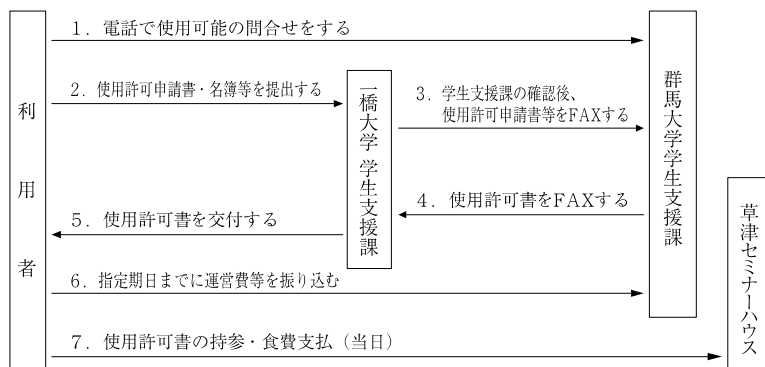 1. 電話で使用可能の問合せをする
2. 使用許可申請書・名簿等を提出する
3. 学生支援課の確認後、
使用許可申請書等をFAXする
4. 使用許可書をFAXする
5. 使用許可書を交付する
6. 指定期日までに運営費等を振り込む
7. 使用許可書の持参・食費支払（当日）
利用者
一橋大学 学生支援課
群馬大学学生支援課
草津セミナーハウス